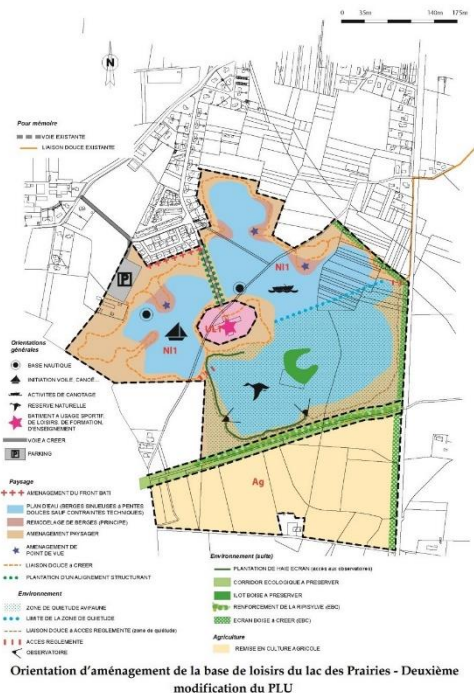 0 35m 140m 175m
N
Pour mémoire
VOIE EXISTANTE
LIAISON DOUCE EXISTANTE
P
Nl1
Nl1
UL1
Ag
Orientations
générales
BASE NAUTIQUE
INITIATION VOILE, CANOË...
ACTIVITES DE CANOTAGE
RESERVE NATURELLE
BATIMENT A USAGE SPORTIF,
DE LOISIRS, DE FORMATION,
D'ENSEIGNEMENT
VOIE A CREER
PARKING
Paysage
AMENAGEMENT DU FRONT BATI
PLAN D'EAU (BERGES SINUEUSES à PENTES
DOUCES SAUF CONTRAINTES TECHNIQUES)
REMODELAGE DE BERGES (PRINCIPE)
AMENAGEMENT PAYSAGER
AMENAGEMENT DE
POINT DE VUE
LIAISON DOUCE à CREER
PLANTATION D'UN ALIGNEMENT STRUCTURANT
Environnement
ZONE DE QUIETUDE AVIFAUNE
LIMITE DE LA ZONE DE QUIETUDE
LIAISON DOUCE à ACCES REGLEMENTE (zone de quiétude)
ACCES REGLEMENTE
OBSERVATOIRE
Environnement (suite)
PLANTATION DE HAIE ECRAN (accès aux observatoires)
CORRIDOR ECOLOGIQUE A PRESERVER
ILOT BOISE A PRESERVER
RENFORCEMENT DE LA RIPISYLVE (EBC)
ECRAN BOISE à CREER (EBC)
Agriculture
REMISE EN CULTURE AGRICOLE
Orientation d'aménagement de la base de loisirs du lac des Prairies - Deuxième
modification du PLU